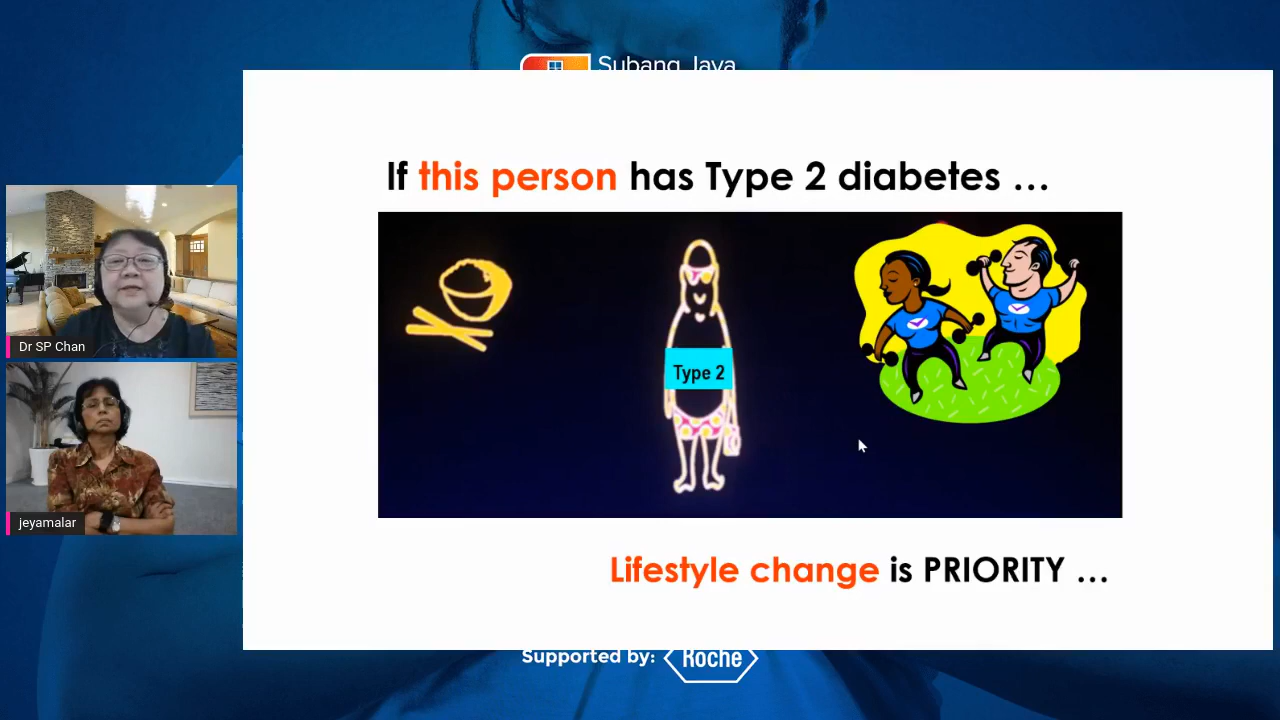 Subang Jaya
If this person has Type 2 diabetes ...
Type 2
Lifestyle change is PRIORITY ...
Dr SP Chan
jeyamalar
Supported by: Roche